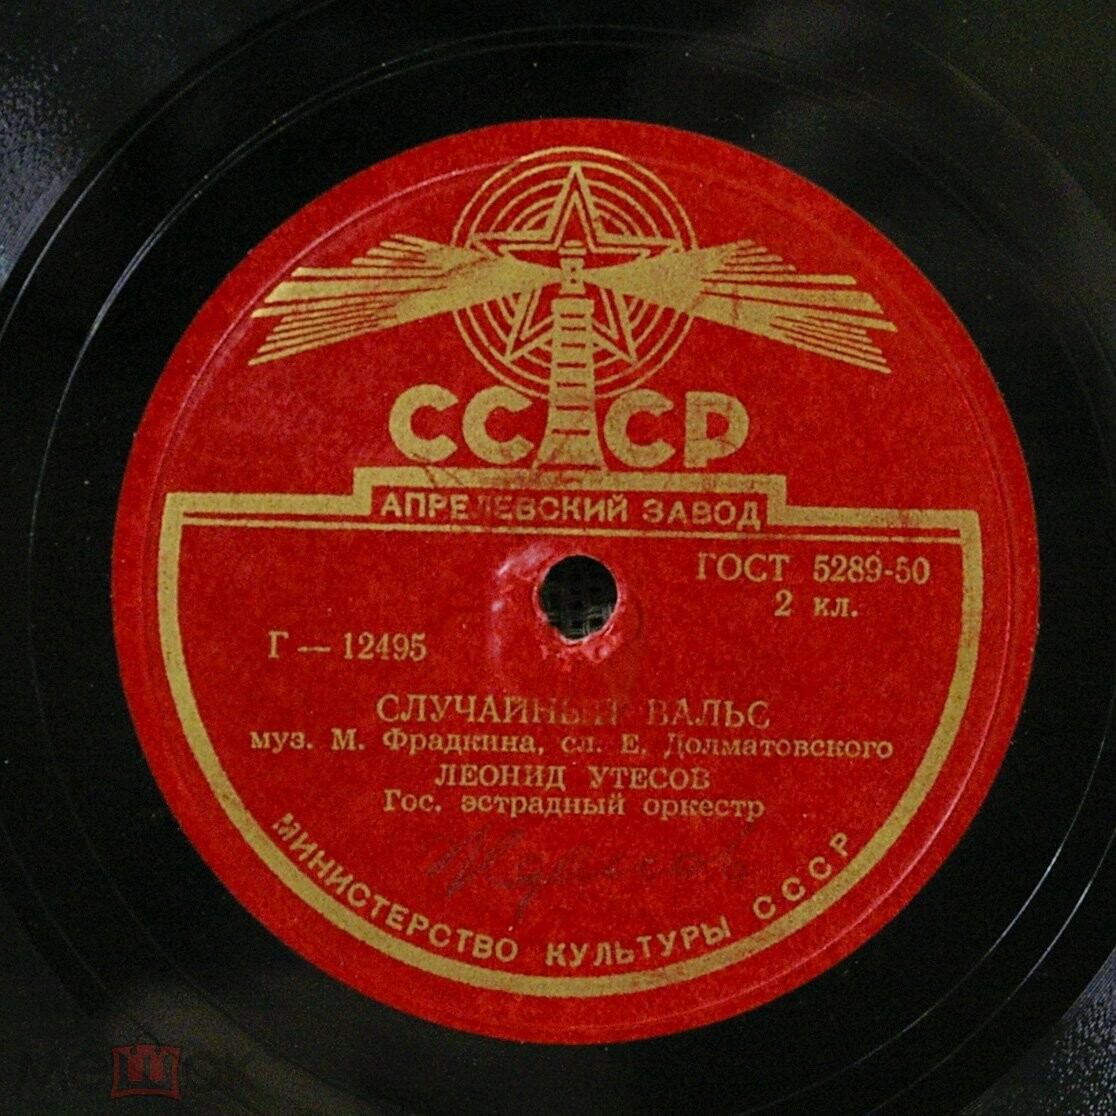 СССР
АПРЕЛЕВСКИЙ ЗАВОД
ГОСТ 5289-50
2 кл.
Г — 12495
СЛУЧАЙНЫЙ ВАЛЬС
муз. М. Фрадкина, сл. Е. Долматовского
ЛЕОНИД УТЕСОВ
Гос. эстрадный оркестр
МИНИСТЕРСТВО КУЛЬТУРЫ СССР
мешок